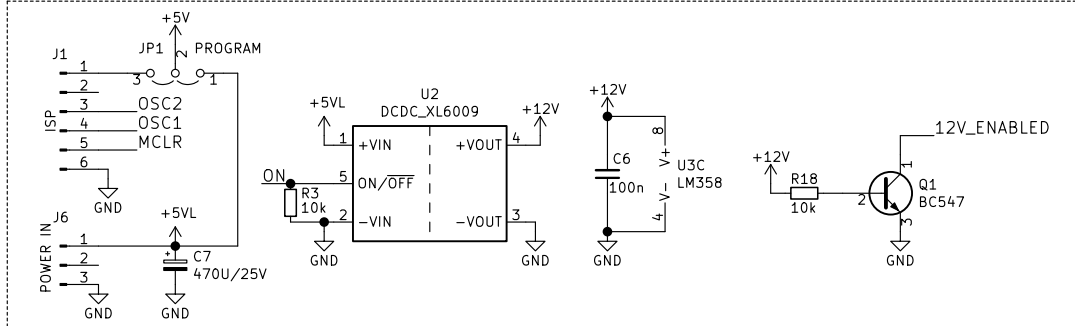 +5V
J1
JP1
PROGRAM
2
3
1
1
2
3
4
5
6
ISP
OSC2
OSC1
MCLR
GND
J6
POWER IN
1
2
3
GND
+5VL
+
C7
470U/25V
GND
U2
DCDC_XL6009
+5VL
+12V
1
+VIN
+VOUT
4
ON
5
ON/OFF
R3
10k
2
-VIN
-VOUT
3
GND
GND
+12V
C6
100n
8
V+
U3C
LM358
V-
4
GND
12V_ENABLED
+12V
R18
10k
1
2
3
Q1
BC547
GND